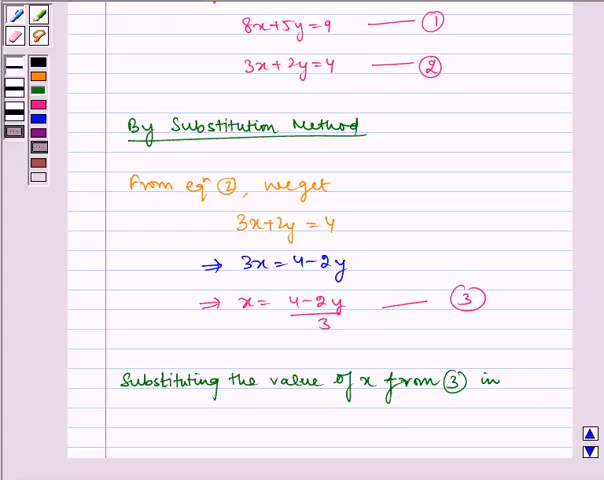 8x+5y=9 —— ①
3x+2y=4 —— ②
By Substitution Method
From eqⁿ ②, we get
3x+2y=4
⇒ 3x=4-2y
⇒ x= 4-2y —— ③
3
Substituting the value of x from ③ in